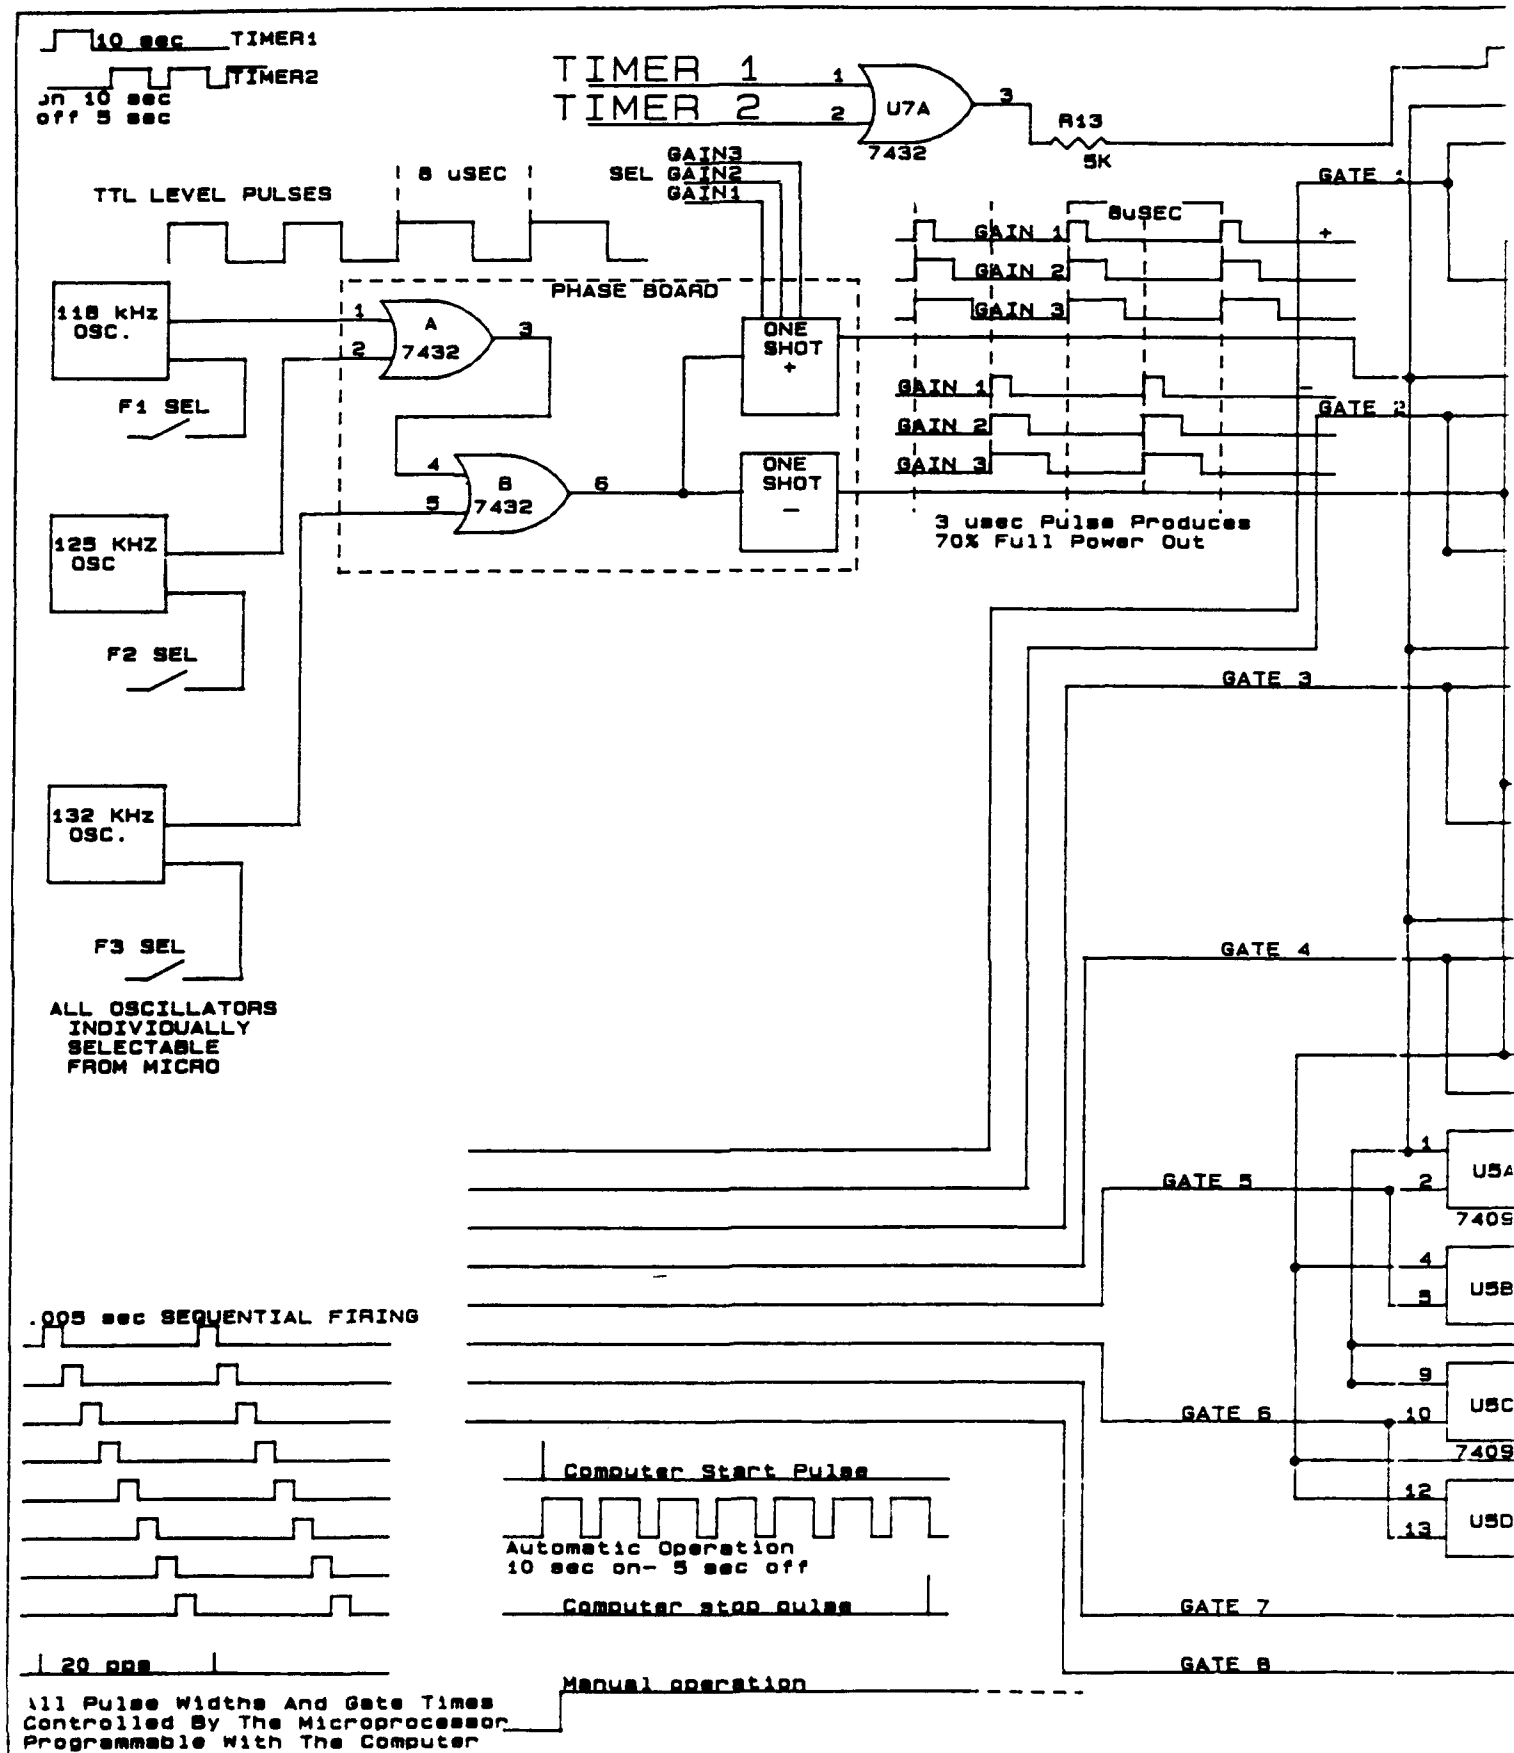 10 sec TIMER1
TIMER2
on 10 sec
off 5 sec
TIMER 1
TIMER 2
1
2
3
U7A
7432
R13
5K
GAIN3
SEL GAIN2
GAIN1
8 uSEC
TTL LEVEL PULSES
GATE 1
8uSEC
GAIN 1
+
GAIN 2
GAIN 3
PHASE BOARD
118 kHz
OSC.
1
2
A
7432
3
ONE
SHOT
+
F1 SEL
GAIN 1
-
GATE 2
GAIN 2
GAIN 3
4
5
B
7432
6
ONE
SHOT
-
3 usec Pulse Produces
70% Full Power Out
125 KHZ
OSC
F2 SEL
GATE 3
132 KHz
OSC.
F3 SEL
GATE 4
ALL OSCILLATORS
INDIVIDUALLY
SELECTABLE
FROM MICRO
1
2
U5A
7409
GATE 5
4
5
U5B
.005 sec SEQUENTIAL FIRING
9
10
U5C
7409
GATE 6
12
13
U5D
Computer Start Pulse
Automatic Operation
10 sec on- 5 sec off
Computer stop pulse
GATE 7
20 pps
GATE 8
Manual operation
All Pulse Widths And Gate Times
Controlled By The Microprocessor
Programmable With The Computer